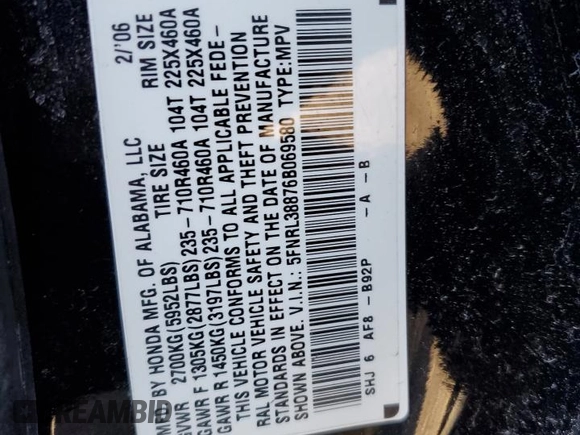 MFD BY HONDA MFG. OF ALABAMA, LLC 2/'06
TIRE SIZE RIM SIZE
GVWR 2700KG(5952LBS)
GAWR F 1305KG(2877LBS)235-710R460A 104T 225X460A
GAWR R 1450KG(3197LBS)235-710R460A 104T 225X460A
THIS VEHICLE CONFORMS TO ALL APPLICABLE FEDE-
RAL MOTOR VEHICLE SAFETY AND THEFT PREVENTION
STANDARDS IN EFFECT ON THE DATE OF MANUFACTURE
SHOWN ABOVE. V.I.N.: 5FNRL38876B069580 TYPE:MPV
SHJ 6 AF8 -B92P -A -B
SCREAMBID